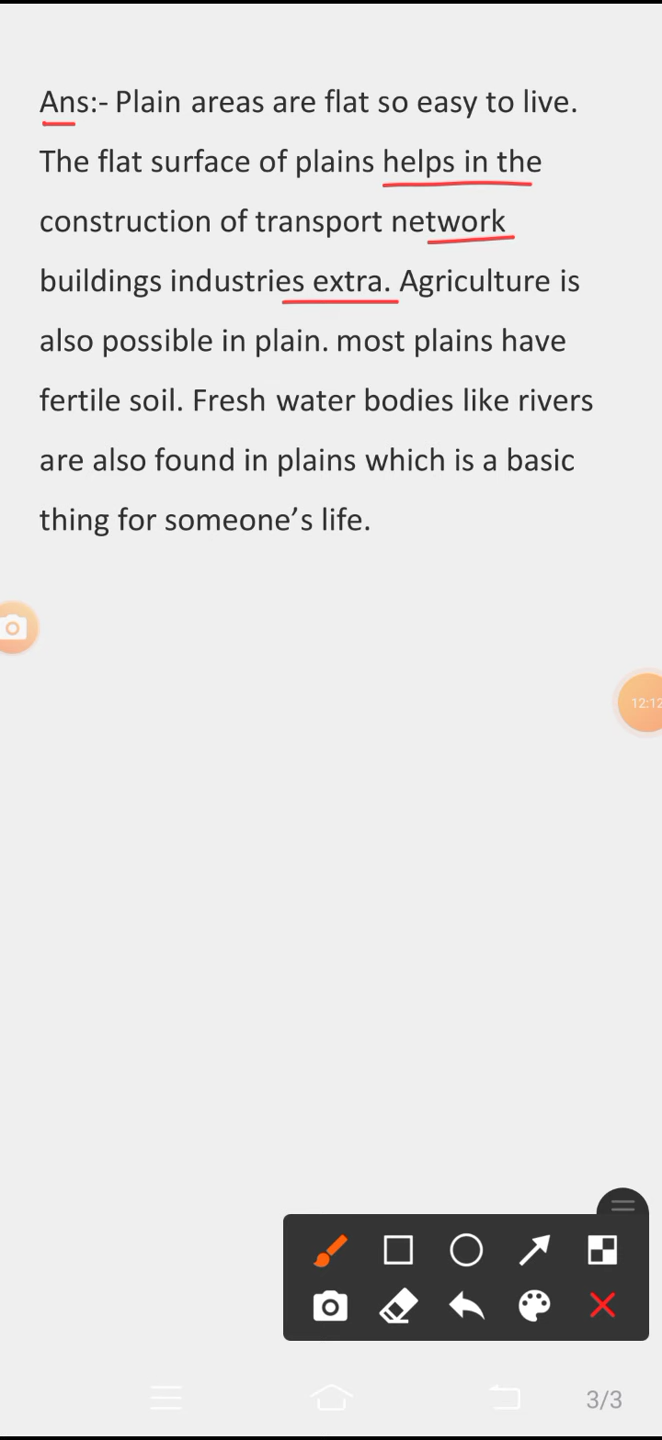 Ans:- Plain areas are flat so easy to live.
The flat surface of plains helps in the
construction of transport network
buildings industries extra. Agriculture is
also possible in plain. most plains have
fertile soil. Fresh water bodies like rivers
are also found in plains which is a basic
thing for someone’s life.
12:12
3/3